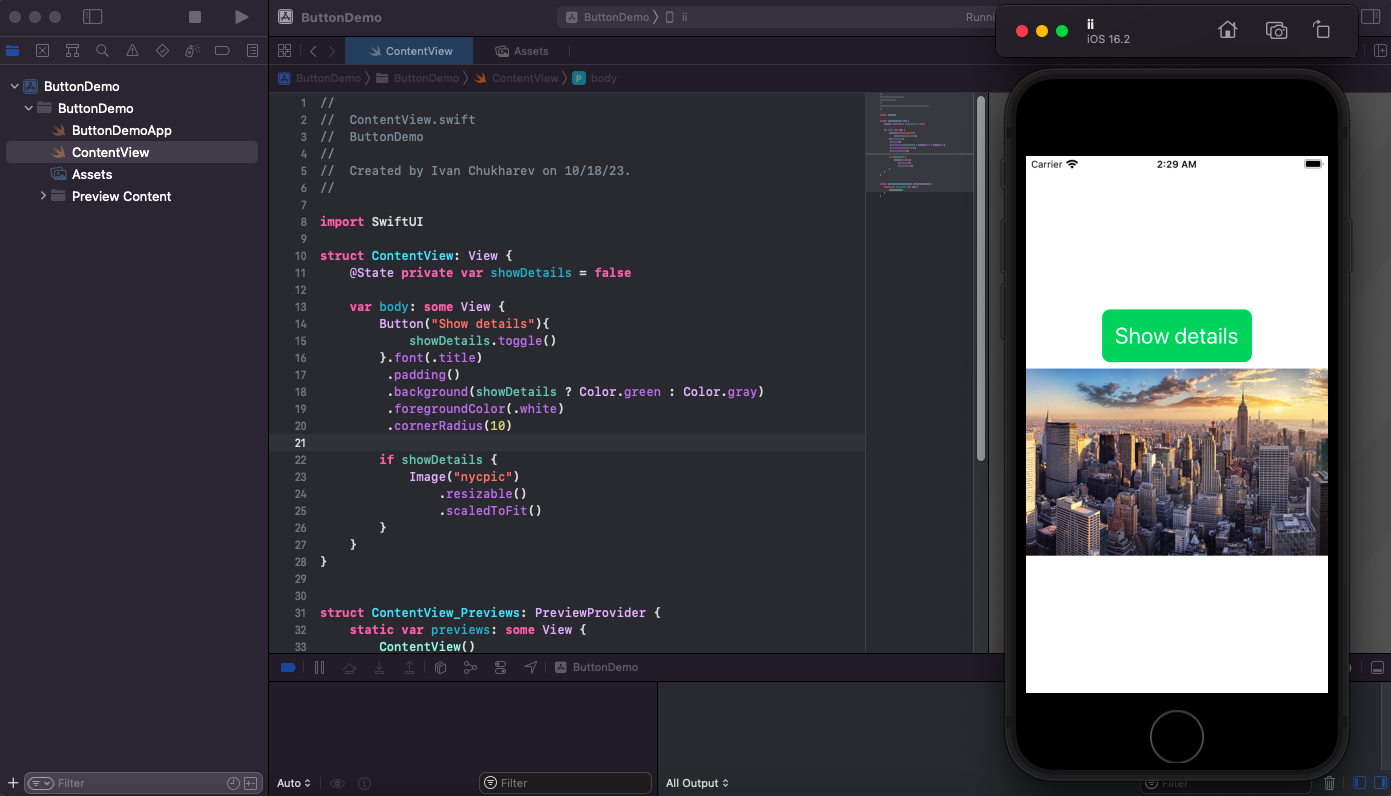 ButtonDemo
ButtonDemo
ii
Runni
ii
iOS 16.2
ContentView
Assets
ButtonDemo
ButtonDemo
ContentView
P
body
ButtonDemo
ButtonDemo
ButtonDemoApp
ContentView
Assets
Preview Content
1 //
2 //  ContentView.swift
3 //  ButtonDemo
4 //
5 //  Created by Ivan Chukharev on 10/18/23.
6 //
7
8 import SwiftUI
9
10 struct ContentView: View {
11     @State private var showDetails = false
12
13     var body: some View {
14         Button("Show details"){
15             showDetails.toggle()
16         }.font(.title)
17          .padding()
18          .background(showDetails ? Color.green : Color.gray)
19          .foregroundColor(.white)
20          .cornerRadius(10)
21
22         if showDetails {
23             Image("nycpic")
24                 .resizable()
25                 .scaledToFit()
26         }
27     }
28 }
29
30
31 struct ContentView_Previews: PreviewProvider {
32     static var previews: some View {
33         ContentView()
Carrier
2:29 AM
Show details
ButtonDemo
Filter
Auto
Filter
All Output
Filter